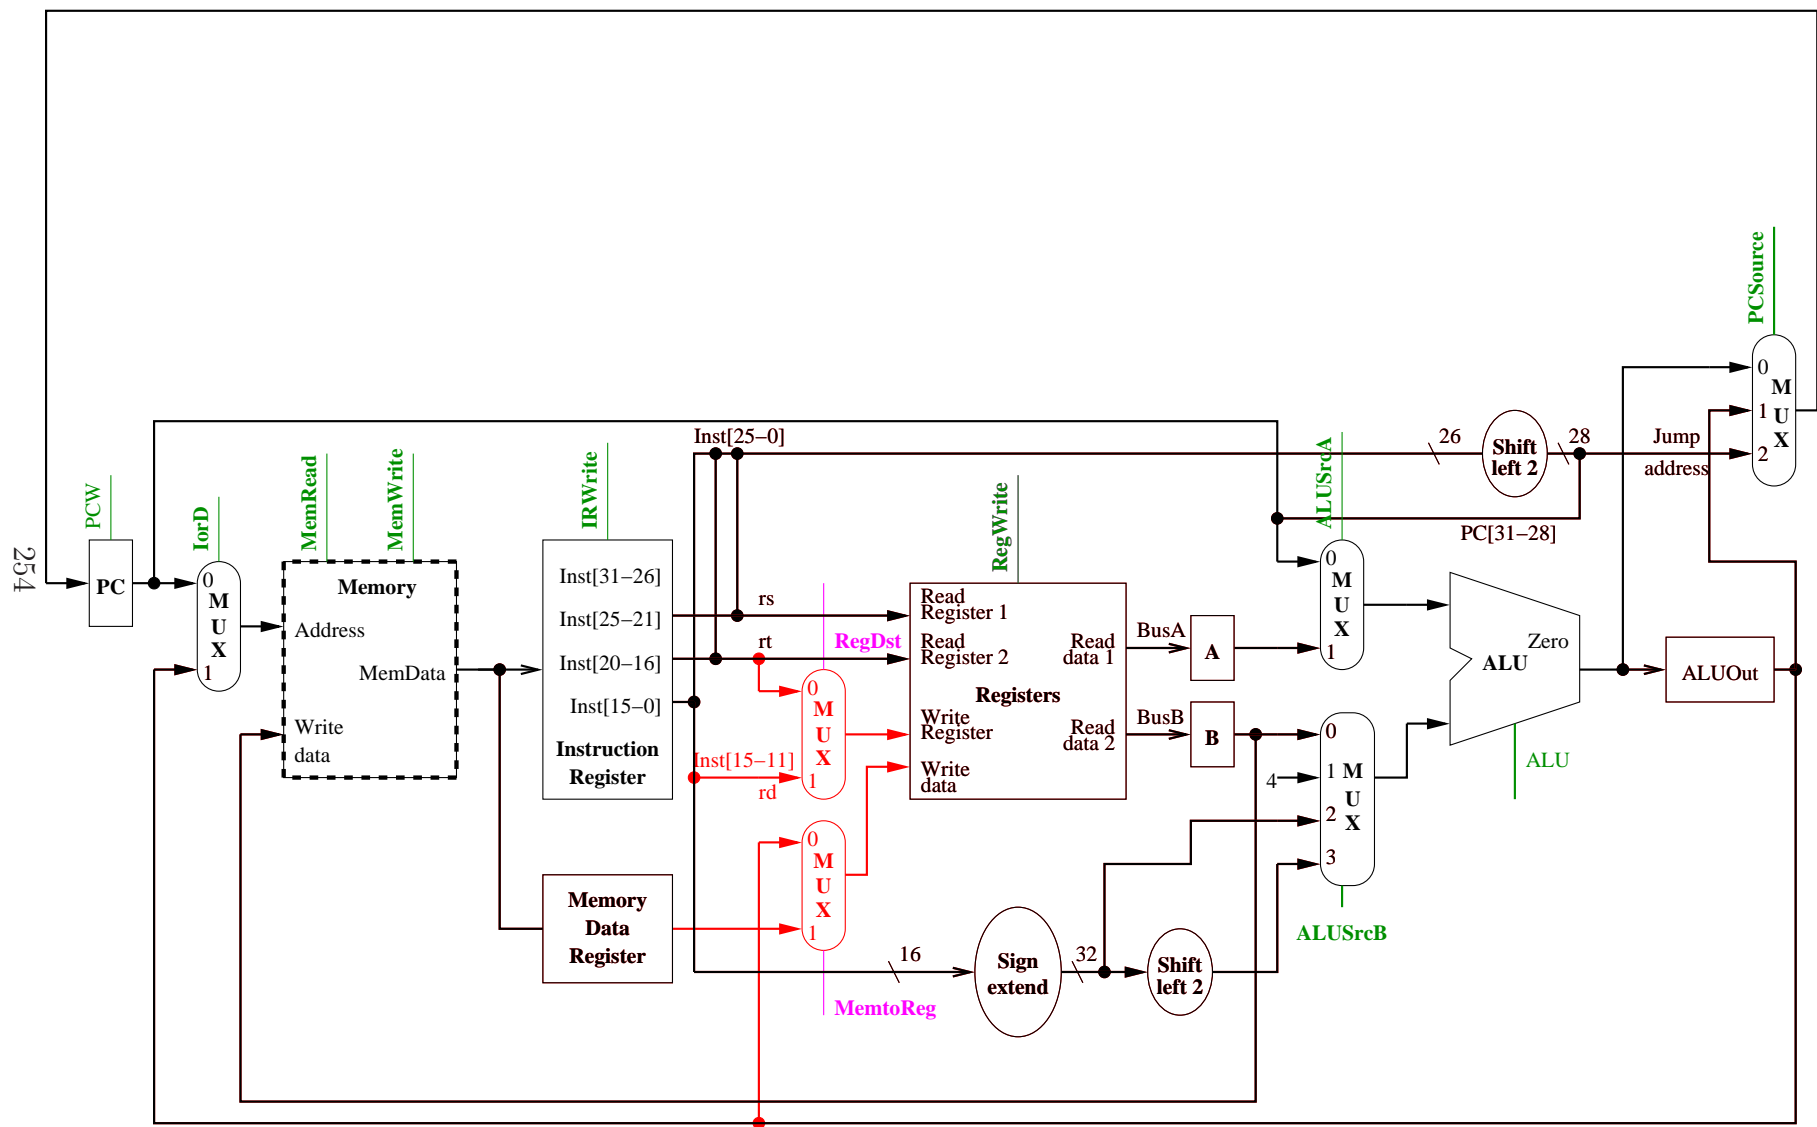 PCSource
0
M
1 U
X
2
Inst[25−0]
26
Shift
left 2
28
Jump
address
PC[31−28]
PCW
IorD
MemRead
MemWrite
IRWrite
RegWrite
ALUSrcA
254
PC
0
M
U
X
1
Memory
Address
MemData
Write
data
Inst[31−26]
Inst[25−21]
Inst[20−16]
Inst[15−0]
Instruction
Register
rs
rt
RegDst
0
M
U
X
1
Inst[15−11]
rd
Read
Register 1
Read
Register 2
Read
data 1
Registers
Write
Register
Read
data 2
Write
data
BusA
A
BusB
B
0
M
U
X
1
0
4
1 M
U
2 X
3
ALUSrcB
Zero
ALU
ALU
ALUOut
Memory
Data
Register
0
M
U
X
1
MemtoReg
16
Sign
extend
32
Shift
left 2